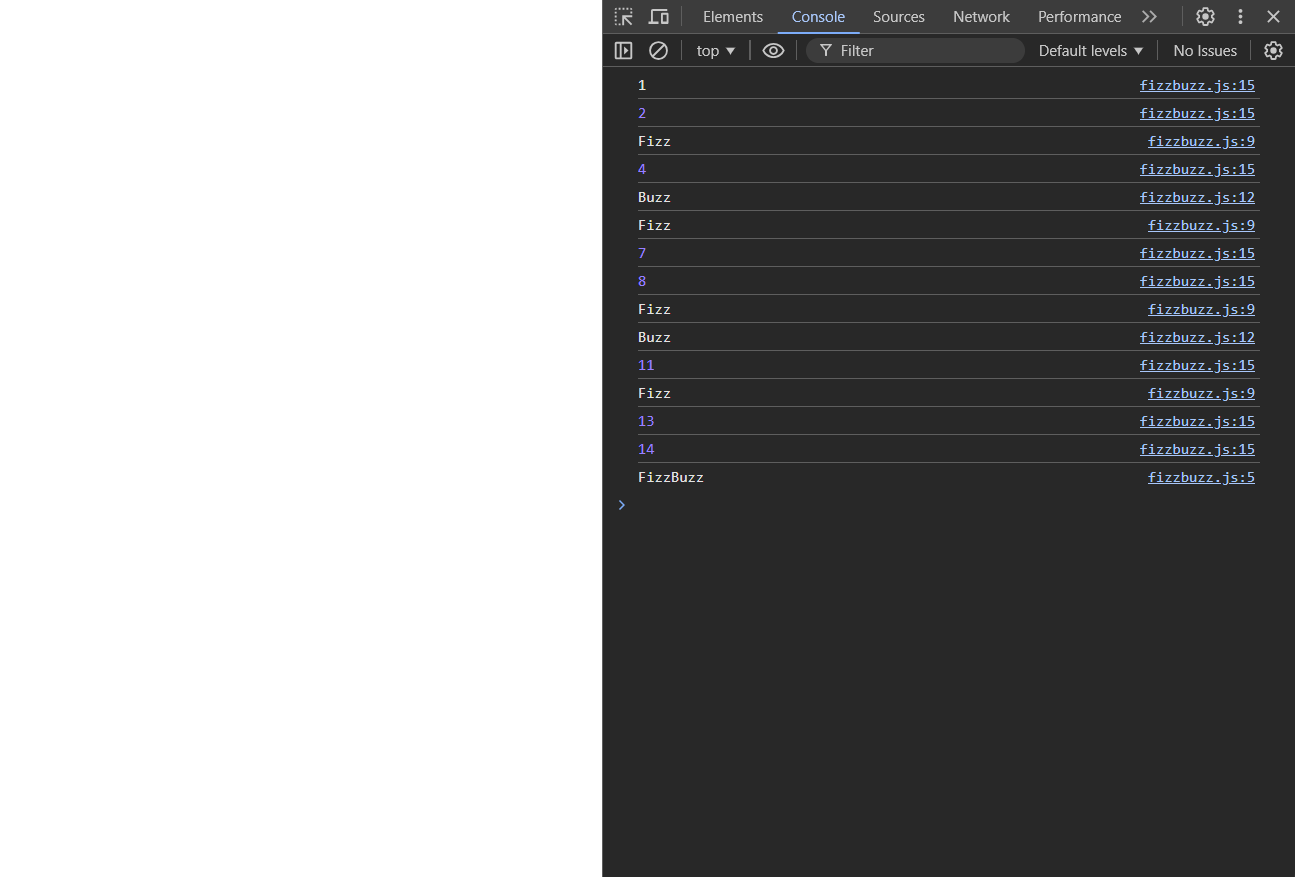 Elements Console Sources Network Performance
top Filter Default levels No Issues
1 fizzbuzz.js:15
2 fizzbuzz.js:15
Fizz fizzbuzz.js:9
4 fizzbuzz.js:15
Buzz fizzbuzz.js:12
Fizz fizzbuzz.js:9
7 fizzbuzz.js:15
8 fizzbuzz.js:15
Fizz fizzbuzz.js:9
Buzz fizzbuzz.js:12
11 fizzbuzz.js:15
Fizz fizzbuzz.js:9
13 fizzbuzz.js:15
14 fizzbuzz.js:15
FizzBuzz fizzbuzz.js:5